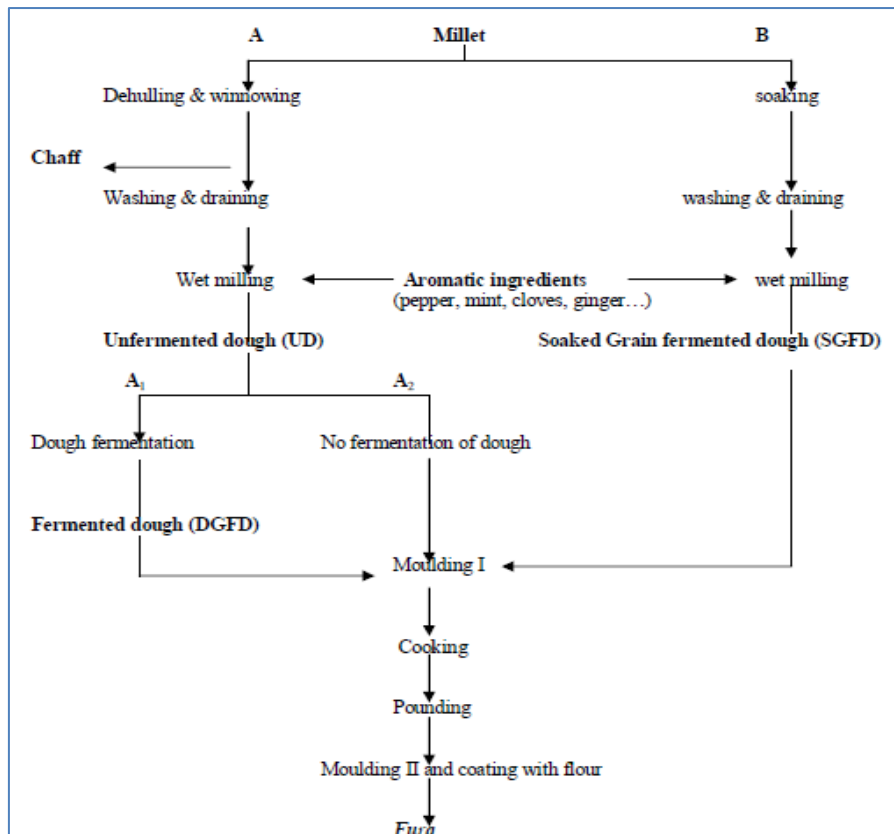 A Millet B
Dehulling & winnowing soaking
Chaff
Washing & draining washing & draining
Wet milling Aromatic ingredients wet milling
(pepper, mint, cloves, ginger…)
Unfermented dough (UD) Soaked Grain fermented dough (SGFD)
A₁ A₂
Dough fermentation No fermentation of dough
Fermented dough (DGFD)
Moulding I
Cooking
Pounding
Moulding II and coating with flour
Fura